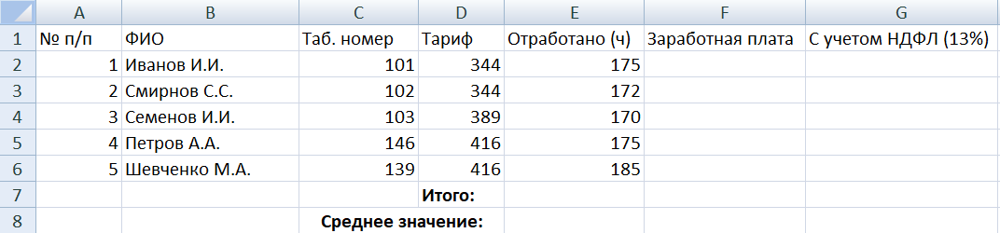 A B C D E F G
1 № п/п ФИО Таб. номер Тариф Отработано (ч) Заработная плата С учетом НДФЛ (13%)
2 1 Иванов И.И. 101 344 175
3 2 Смирнов С.С. 102 344 172
4 3 Семенов И.И. 103 389 170
5 4 Петров А.А. 146 416 175
6 5 Шевченко М.А. 139 416 185
7 Итого:
8 Среднее значение: